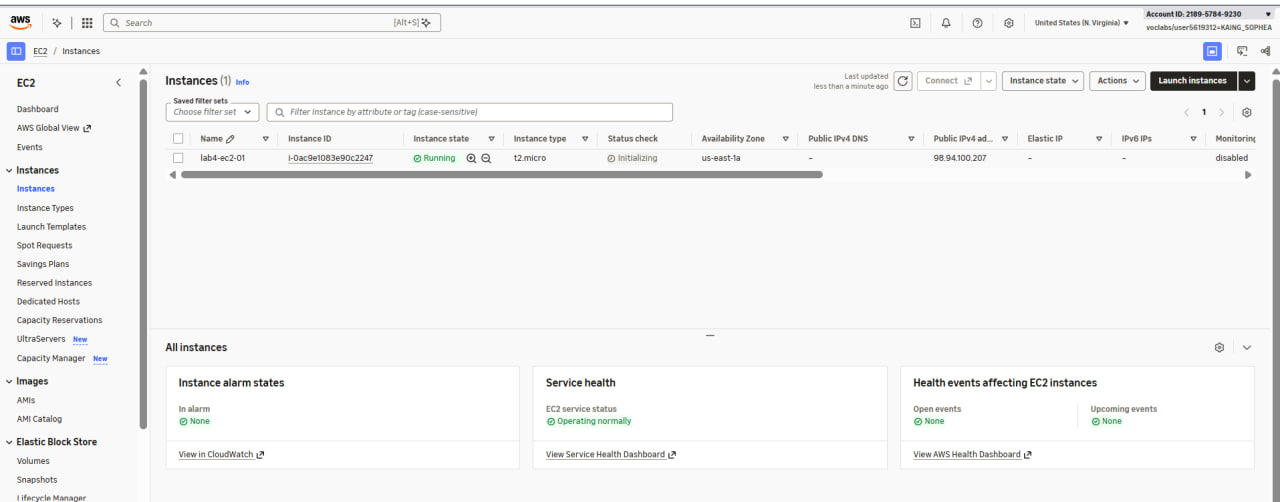 aws
Search [Alt+S]
United States (N. Virginia)
Account ID: 2189-5784-9230
voclabs/user5619312=KAING_SOPHEA
EC2 / Instances
EC2
Dashboard
AWS Global View
Events
Instances
Instances
Instance Types
Launch Templates
Spot Requests
Savings Plans
Reserved Instances
Dedicated Hosts
Capacity Reservations
UltraServers New
Capacity Manager New
Images
AMIs
AMI Catalog
Elastic Block Store
Volumes
Snapshots
Lifecycle Manager
Instances (1) Info
Last updated
less than a minute ago
Connect
Instance state
Actions
Launch instances
Saved filter sets
Choose filter set
Filter Instance by attribute or tag (case-sensitive)
1
Name Instance ID Instance state Instance type Status check Availability Zone Public IPv4 DNS Public IPv4 ad... Elastic IP IPv6 IPs Monitoring
lab4-ec2-01 i-0ac9e1083e90c2247 Running t2.micro Initializing us-east-1a – 98.94.100.207 – – disabled
All instances
Instance alarm states
In alarm
None
View in CloudWatch
Service health
EC2 service status
Operating normally
View Service Health Dashboard
Health events affecting EC2 instances
Open events
None
Upcoming events
None
View AWS Health Dashboard